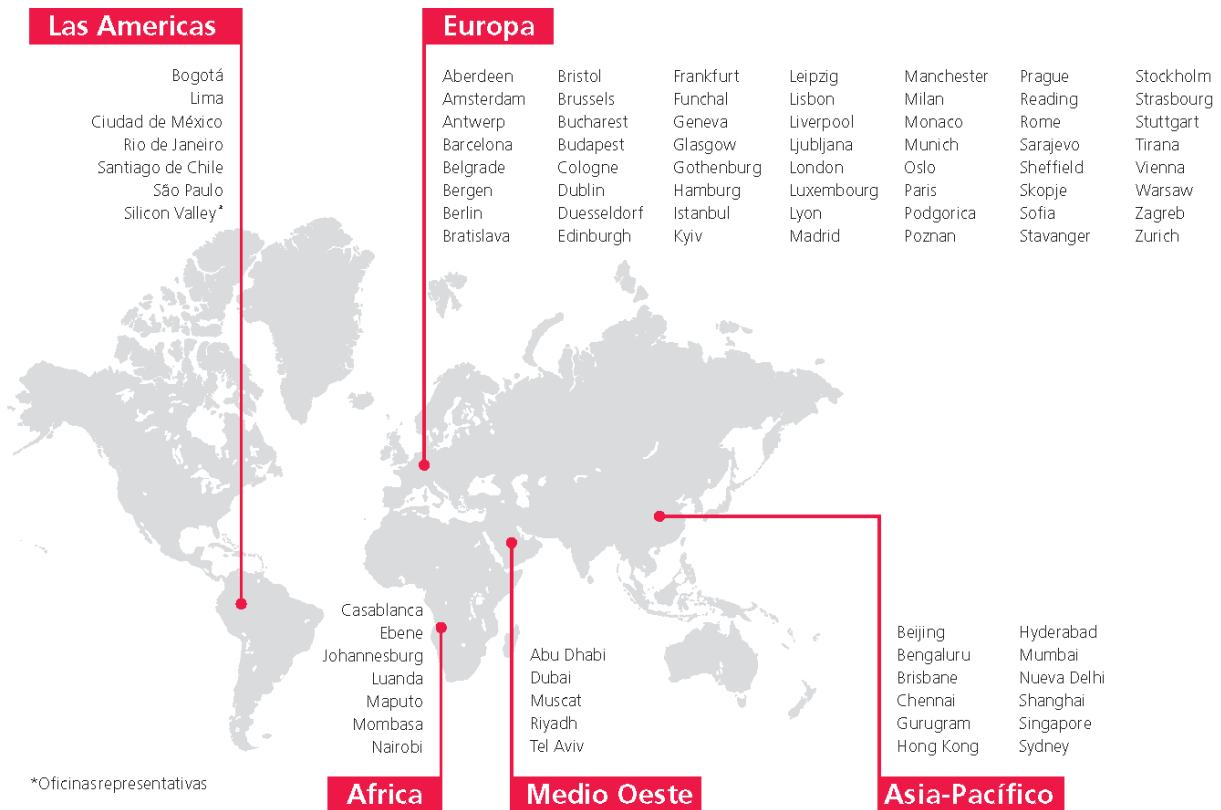 Las Americas
Bogotá
Lima
Ciudad de México
Rio de Janeiro
Santiago de Chile
São Paulo
Silicon Valley*
Europa
Aberdeen Bristol Frankfurt Leipzig Manchester Prague Stockholm
Amsterdam Brussels Funchal Lisbon Milan Reading Strasbourg
Antwerp Bucharest Geneva Liverpool Monaco Rome Stuttgart
Barcelona Budapest Glasgow Ljubljana Munich Sarajevo Tirana
Belgrade Cologne Gothenburg London Oslo Sheffield Vienna
Bergen Dublin Hamburg Luxembourg Paris Skopje Warsaw
Berlin Duesseldorf Istanbul Lyon Podgorica Sofia Zagreb
Bratislava Edinburgh Kyiv Madrid Poznan Stavanger Zurich
Casablanca
Ebene
Johannesburg
Luanda
Maputo
Mombasa
Nairobi
Africa
Abu Dhabi
Dubai
Muscat
Riyadh
Tel Aviv
Medio Oeste
Beijing Hyderabad
Bengaluru Mumbai
Brisbane Nueva Delhi
Chennai Shanghai
Gurugram Singapore
Hong Kong Sydney
Asia-Pacífico
*Oficinas representativas